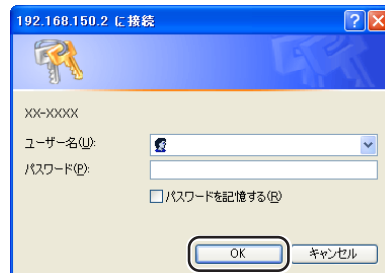 192.168.150.2 に接続
XX-XXXX
ユーザー名(U):
パスワード(P):
パスワードを記憶する(R)
OK キャンセル